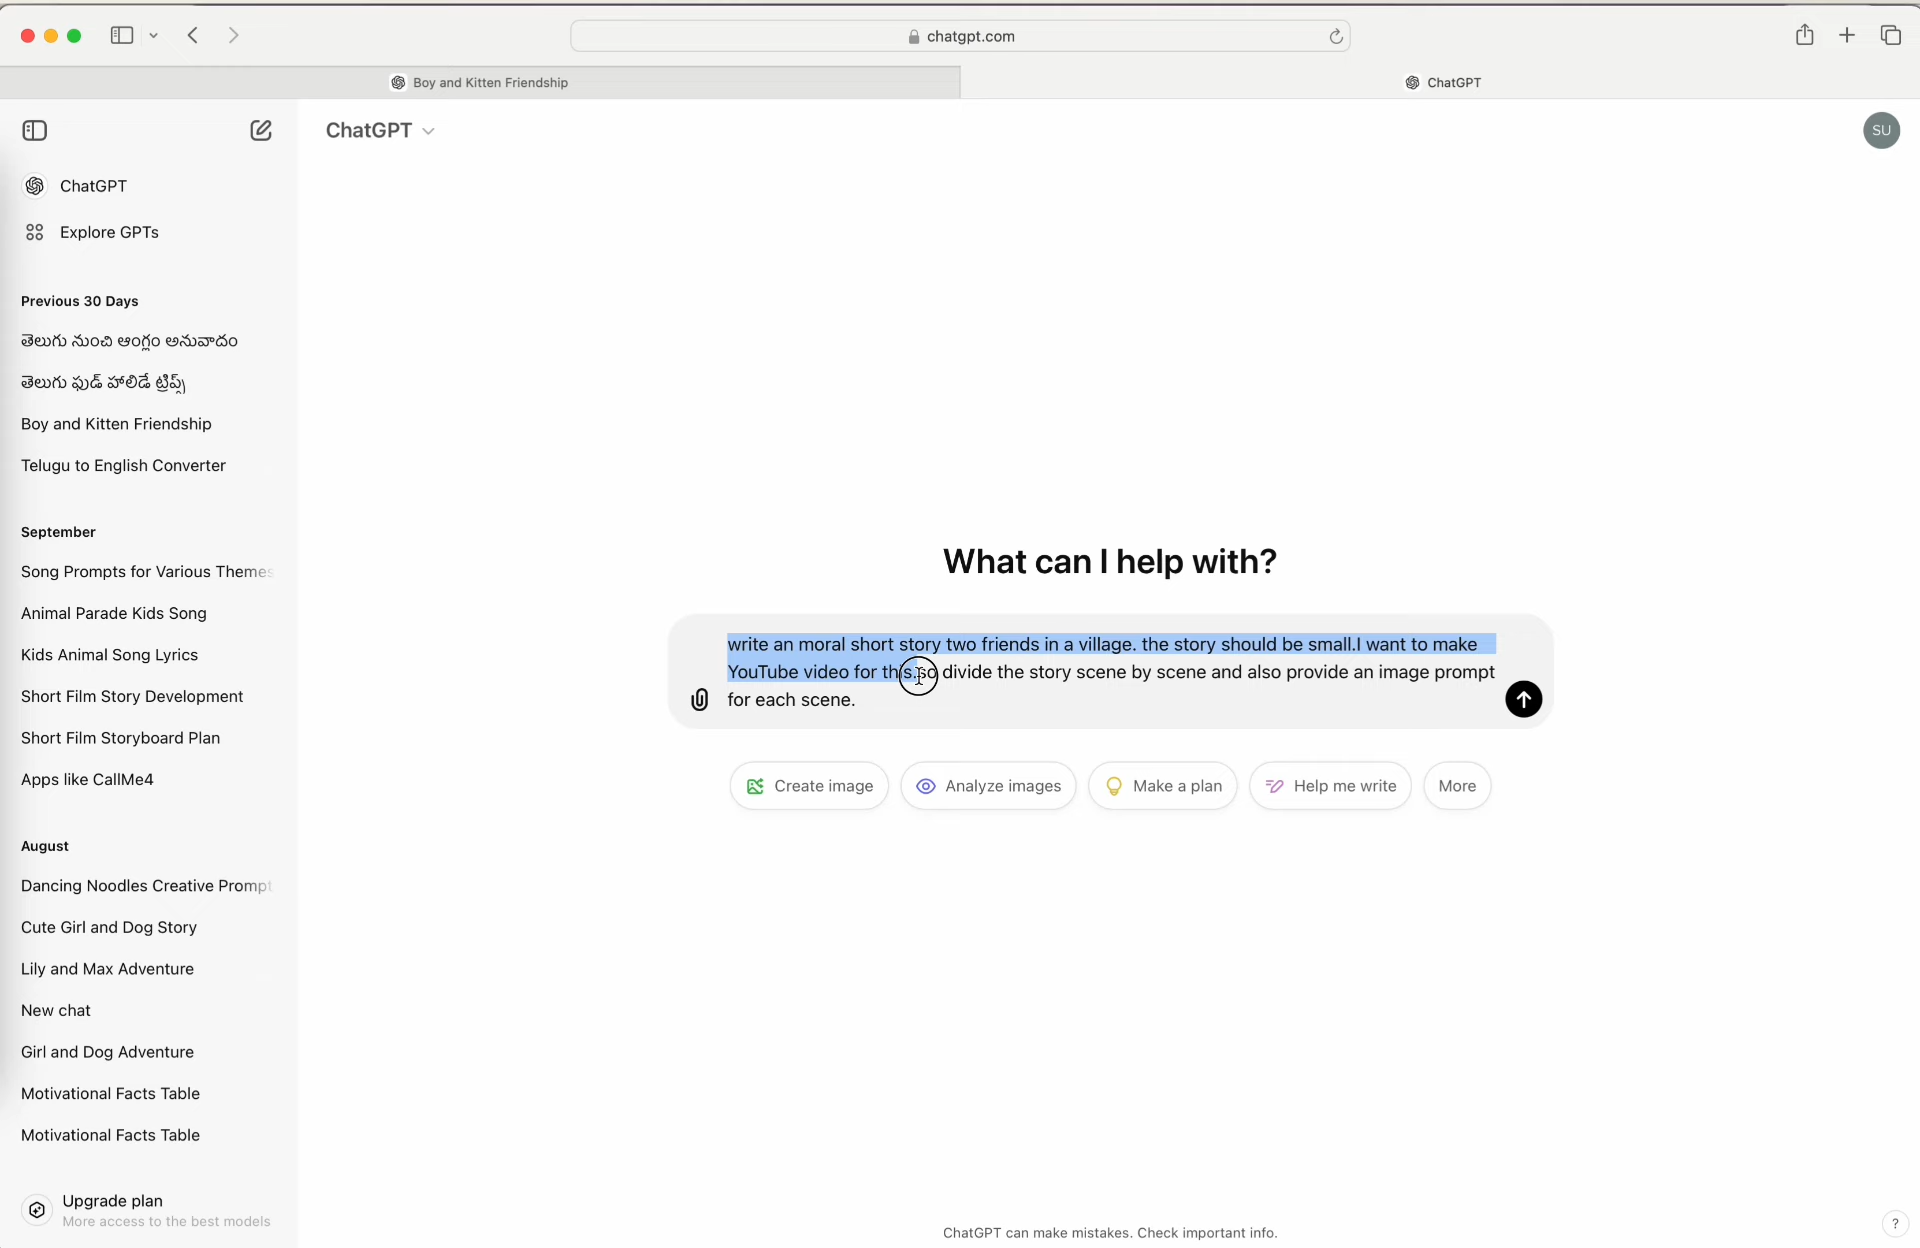 chatgpt.com
Boy and Kitten Friendship
ChatGPT
ChatGPT
SU
ChatGPT
Explore GPTs
Previous 30 Days
తెలుగు నుంచి ఆంగ్లం అనువాదం
తెలుగు ఫుడ్ హాలిడే ట్రిప్స్
Boy and Kitten Friendship
Telugu to English Converter
September
Song Prompts for Various Themes
Animal Parade Kids Song
Kids Animal Song Lyrics
Short Film Story Development
Short Film Storyboard Plan
Apps like CallMe4
August
Dancing Noodles Creative Prompt
Cute Girl and Dog Story
Lily and Max Adventure
New chat
Girl and Dog Adventure
Motivational Facts Table
Motivational Facts Table
Upgrade plan
More access to the best models
What can I help with?
write an moral short story two friends in a village. the story should be small.I want to make
YouTube video for this.so divide the story scene by scene and also provide an image prompt
for each scene.
Create image
Analyze images
Make a plan
Help me write
More
ChatGPT can make mistakes. Check important info.
?